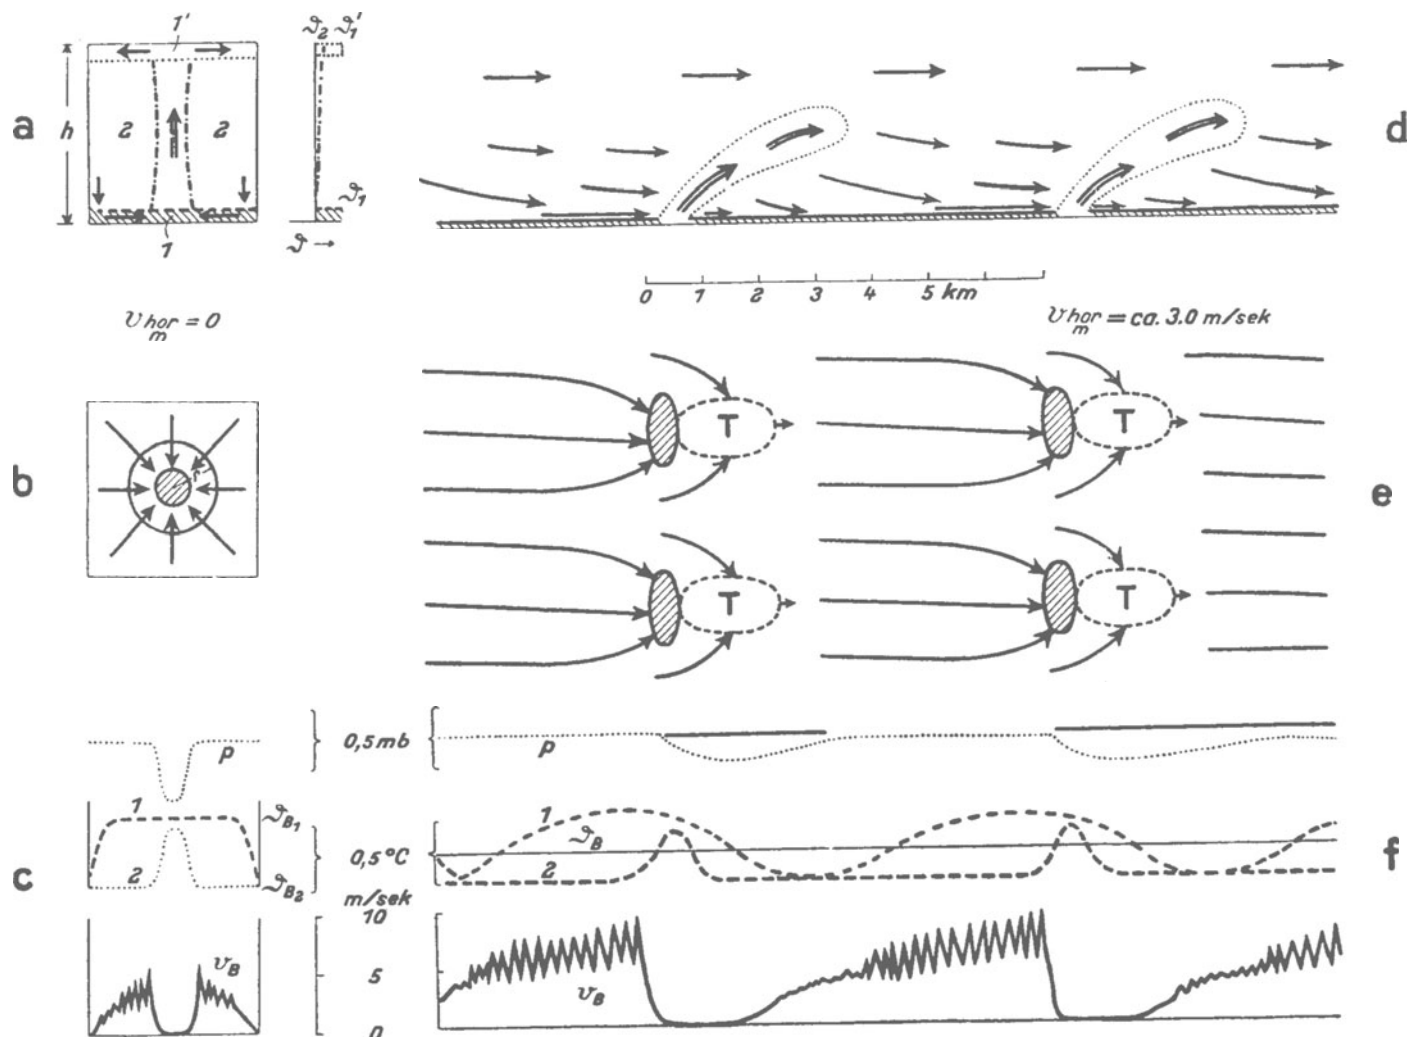 1'
ϑ₂ ϑ₁'
a
h
2
2
ϑ₁
1
ϑ →
d
0 1 2 3 4 5 km
v hor m = 0
v hor m = ca. 3.0 m/sek
b
r
T
T
e
T
T
p
0,5 mb
p
1
ϑB₁
1
ϑB
0,5 °C
2
ϑB₂
2
c
f
m/sek
10
vB
5
vB
0